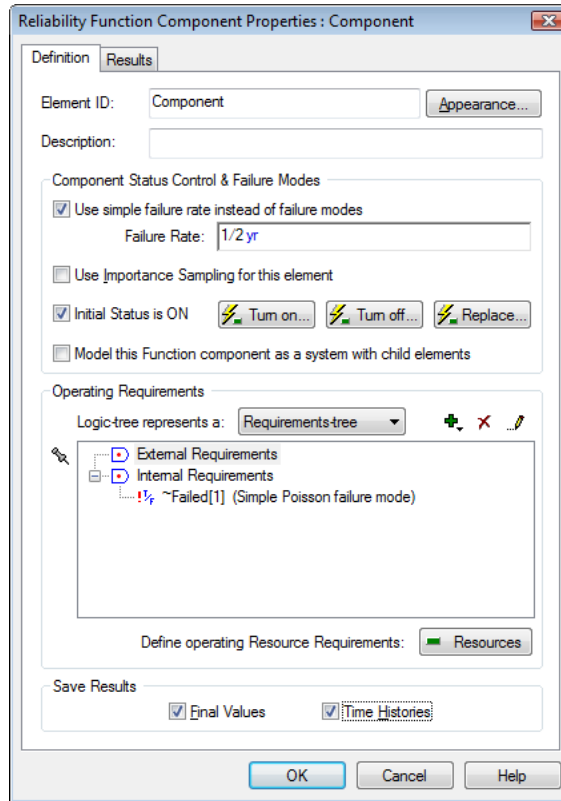 Reliability Function Component Properties : Component
Definition
Results
Element ID: Component Appearance...
Description:
Component Status Control & Failure Modes
Use simple failure rate instead of failure modes
Failure Rate: 1/2 yr
Use Importance Sampling for this element
Initial Status is ON Turn on... Turn off... Replace...
Model this Function component as a system with child elements
Operating Requirements
Logic-tree represents a: Requirements-tree
External Requirements
Internal Requirements
!T/F ~Failed[1] (Simple Poisson failure mode)
Define operating Resource Requirements: Resources
Save Results
Final Values Time Histories
OK Cancel Help